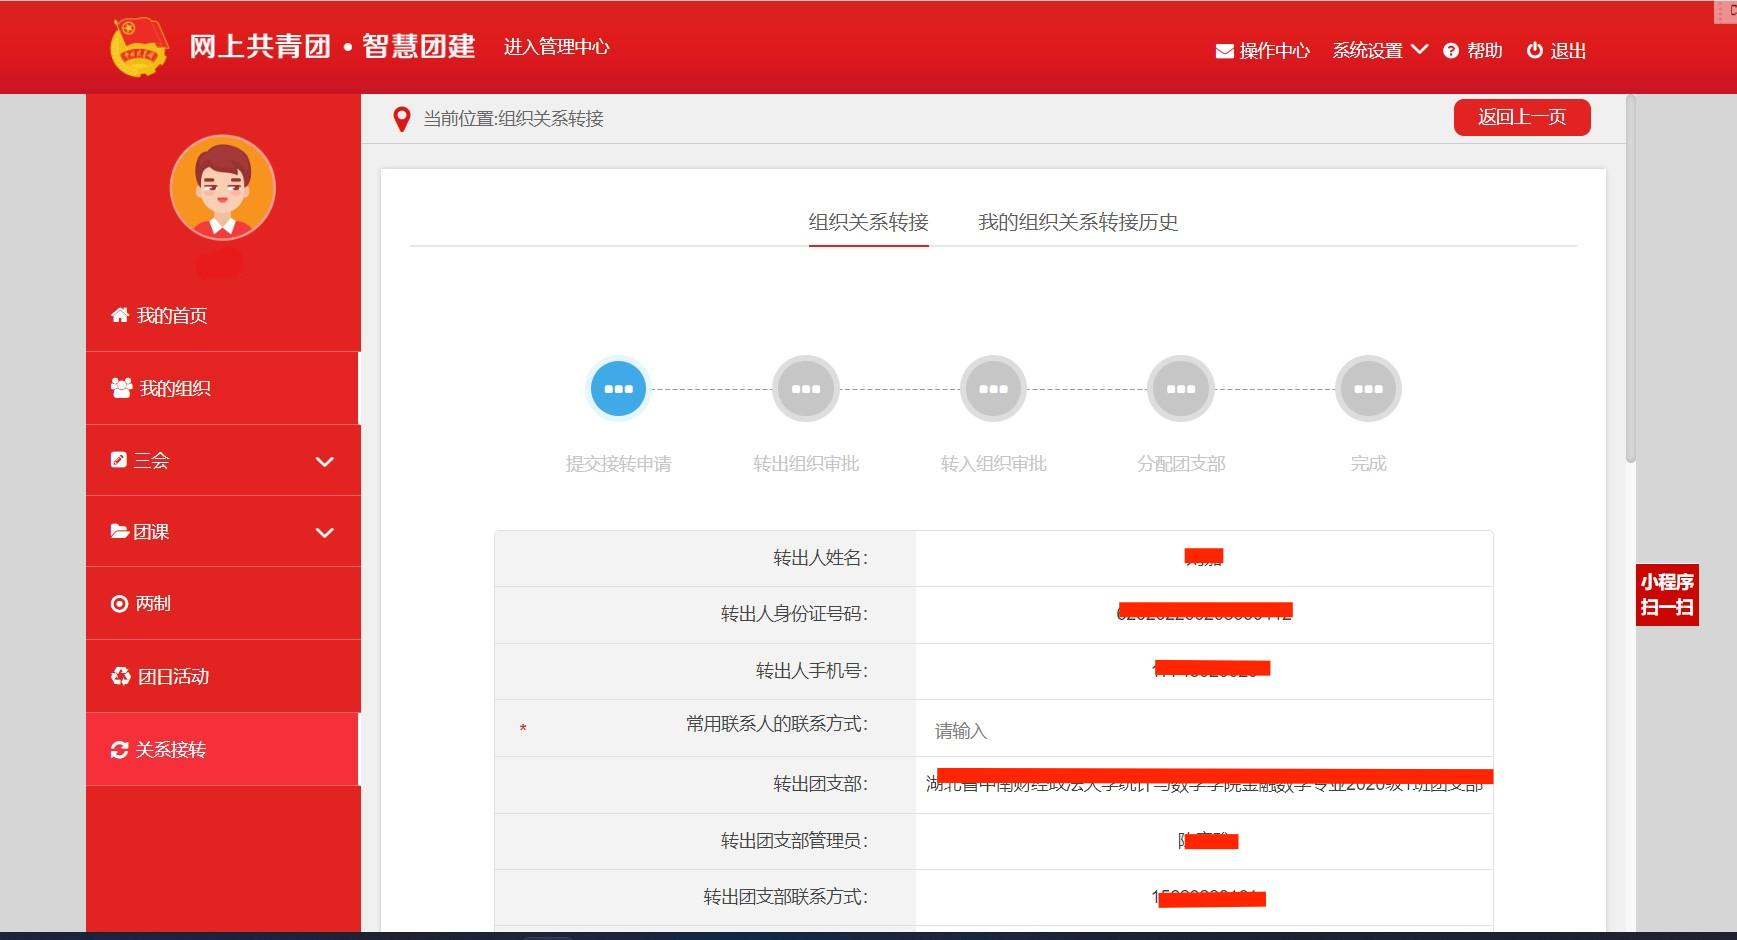 网上共青团·智慧团建
进入管理中心
操作中心
系统设置
帮助
退出
当前位置:组织关系转接
返回上一页
我的首页
我的组织
三会
团课
两制
团日活动
关系接转
组织关系转接
我的组织关系转接历史
提交接转申请
转出组织审批
转入组织审批
分配团支部
完成
转出人姓名：
转出人身份证号码：
转出人手机号：
* 常用联系人的联系方式：
请输入
转出团支部：
转出团支部管理员：
转出团支部联系方式：
小程序
扫一扫